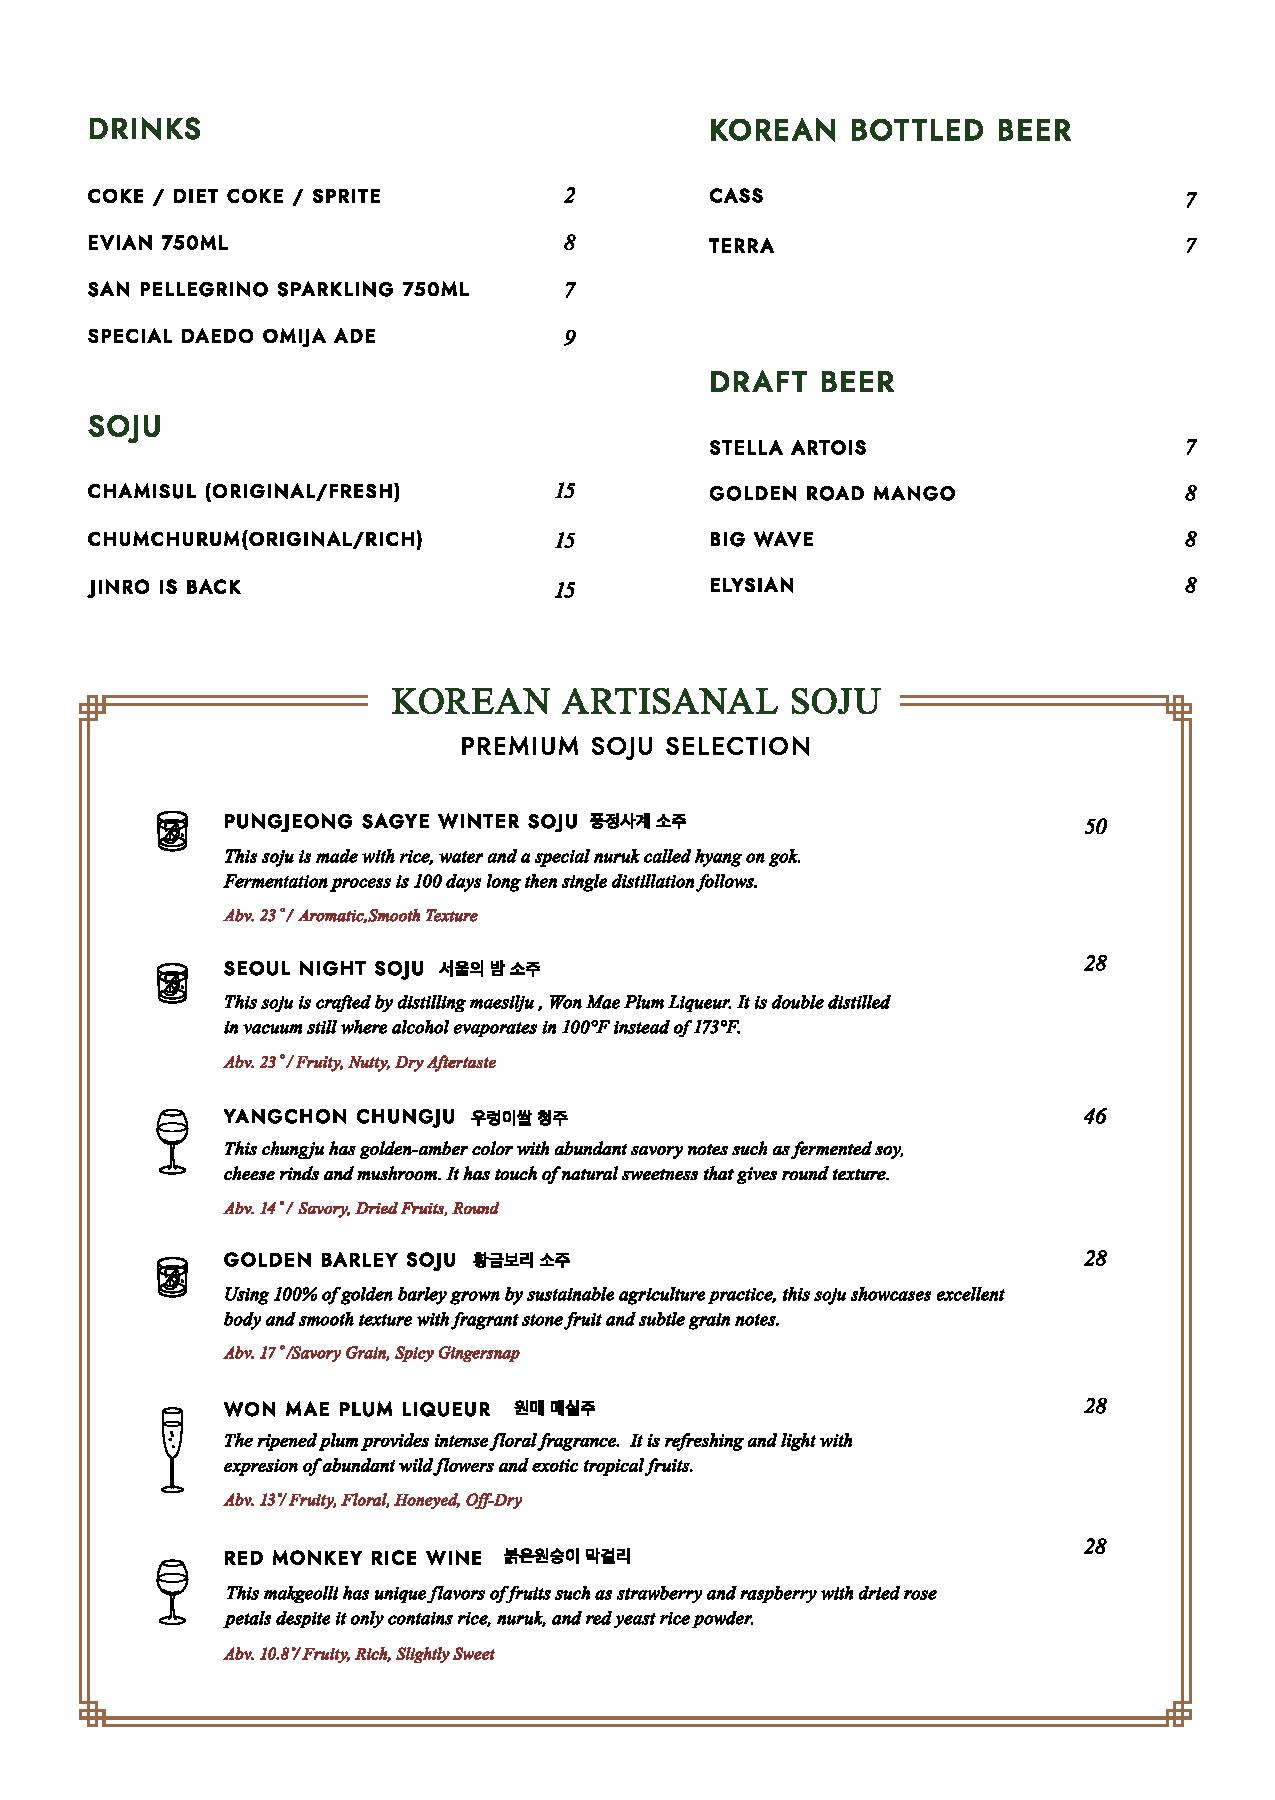 DRINKS
COKE / DIET COKE / SPRITE 2
EVIAN 750ML 8
SAN PELLEGRINO SPARKLING 750ML 7
SPECIAL DAEDO OMIJA ADE 9
SOJU
CHAMISUL (ORIGINAL/FRESH) 15
CHUMCHURUM(ORIGINAL/RICH) 15
JINRO IS BACK 15
KOREAN BOTTLED BEER
CASS 7
TERRA 7
DRAFT BEER
STELLA ARTOIS 7
GOLDEN ROAD MANGO 8
BIG WAVE 8
ELYSIAN 8
KOREAN ARTISANAL SOJU
PREMIUM SOJU SELECTION
PUNGJEONG SAGYE WINTER SOJU 풍정사계 소주 50
This soju is made with rice, water and a special nuruk called hyang on gok.
Fermentation process is 100 days long then single distillation follows.
Abv. 23˚/ Aromatic,Smooth Texture
SEOUL NIGHT SOJU 서울의 밤 소주 28
This soju is crafted by distilling maesilju , Won Mae Plum Liqueur. It is double distilled
in vacuum still where alcohol evaporates in 100°F instead of 173°F.
Abv. 23˚/ Fruity, Nutty, Dry Aftertaste
YANGCHON CHUNGJU 우렁이쌀 청주 46
This chungju has golden-amber color with abundant savory notes such as fermented soy,
cheese rinds and mushroom. It has touch of natural sweetness that gives round texture.
Abv. 14˚/ Savory, Dried Fruits, Round
GOLDEN BARLEY SOJU 황금보리 소주 28
Using 100% of golden barley grown by sustainable agriculture practice, this soju showcases excellent
body and smooth texture with fragrant stone fruit and subtle grain notes.
Abv. 17˚/Savory Grain, Spicy Gingersnap
WON MAE PLUM LIQUEUR 원매 매실주 28
The ripened plum provides intense floral fragrance. It is refreshing and light with
expresion of abundant wild flowers and exotic tropical fruits.
Abv. 13˚/ Fruity, Floral, Honeyed, Off-Dry
RED MONKEY RICE WINE 붉은원숭이 막걸리 28
This makgeolli has unique flavors of fruits such as strawberry and raspberry with dried rose
petals despite it only contains rice, nuruk, and red yeast rice powder.
Abv. 10.8˚/ Fruity, Rich, Slightly Sweet